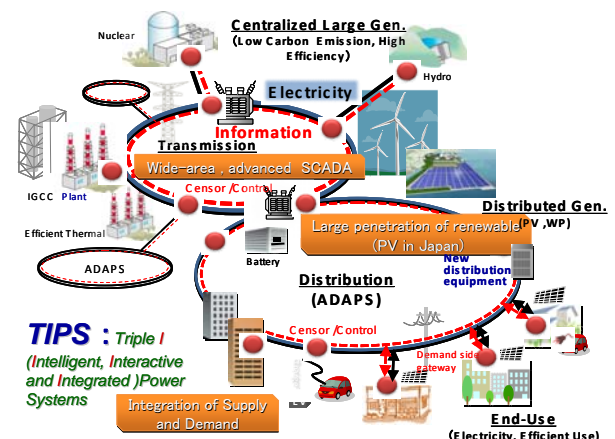 Centralized Large Gen.
(Low Carbon Emission, High
Efficiency)
Nuclear
Hydro
Electricity
Information
Transmission
Wide-area , advanced SCADA
IGCC Plant
Censor /Control
Distributed Gen.
(PV ,WP)
Large penetration of renewable
(PV in Japan)
Efficient Thermal
Battery
New
distribution
equipment
ADAPS
Distribution
(ADAPS)
TIPS : Triple I
(Intelligent, Interactive
and Integrated )Power
Systems
Censor /Control
Demand side
gateway
EV
Integration of Supply
and Demand
End-Use
(Electricity, Efficient Use)